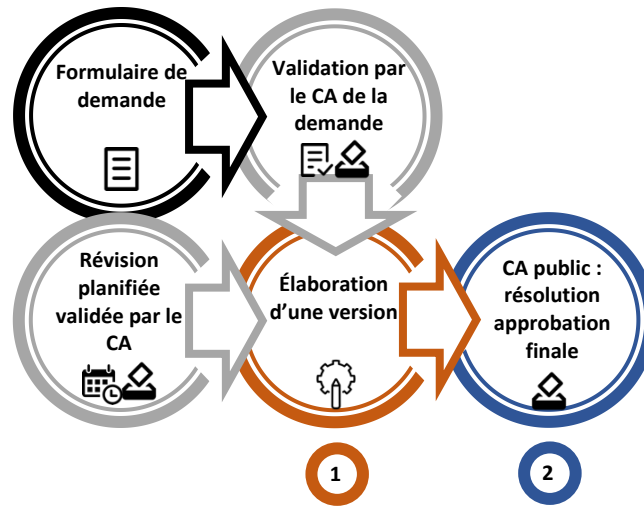 Formulaire de
demande
Validation par
le CA de la
demande
Révision
planifiée
validée par le
CA
Élaboration
d’une version
CA public :
résolution
approbation
finale
1
2